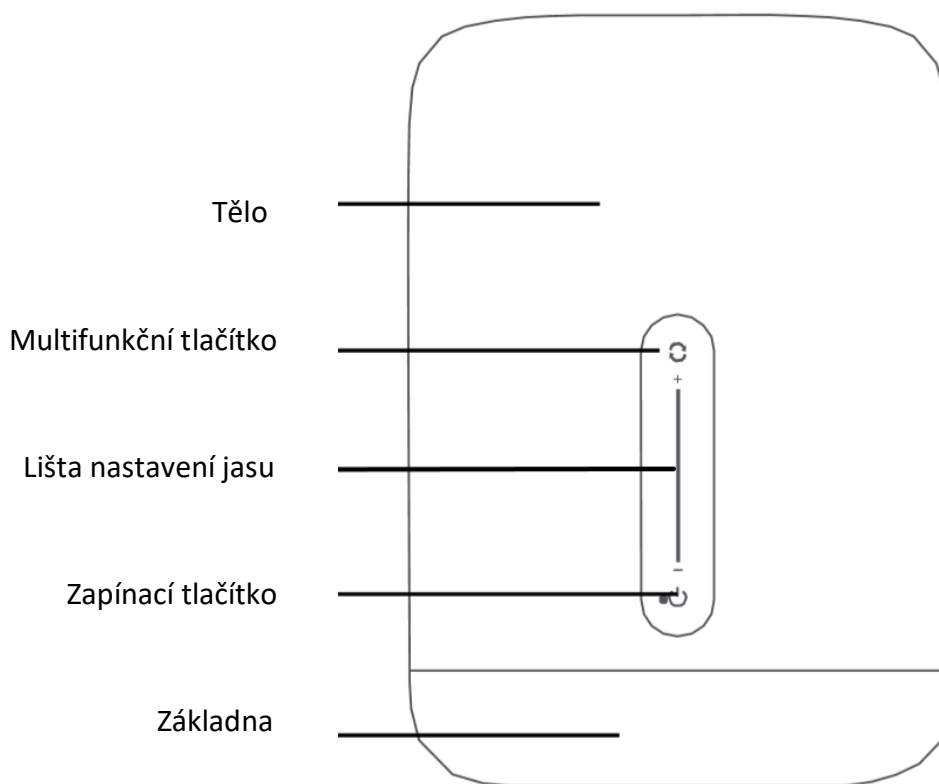 Tělo
Multifunkční tlačítko
+
Lišta nastavení jasu
–
Zapínací tlačítko
Základna